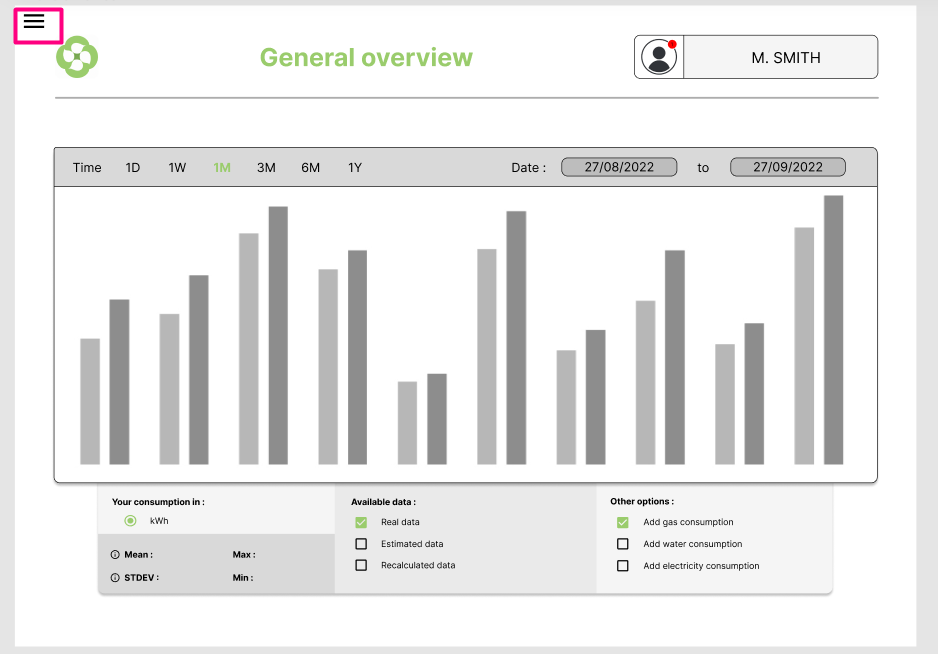 General overview
M. SMITH
Time 1D 1W 1M 3M 6M 1Y Date : 27/08/2022 to 27/09/2022
Your consumption in :
kWh
Mean : Max :
STDEV : Min :
Available data :
Real data
Estimated data
Recalculated data
Other options :
Add gas consumption
Add water consumption
Add electricity consumption